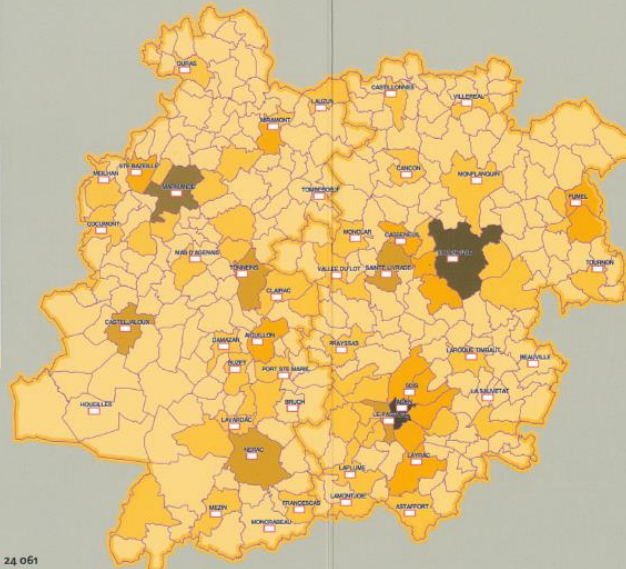 DURAS
LAUZUN
CASTILLONNES
VILLEREAL
MIRAMONT
STE BAZEILLE
MEILHAN
MARMANDE
TOMBEBOEUF
CANCON
MONFLANQUIN
FUMEL
COCUMONT
MONCLAR
CASSENEUIL
MAS D'AGENAIS
TONNEINS
VALLEE DU LOT
SAINTE LIVRADE
TOURNON
CLAIRAC
CASTELJALOUX
AIGUILLON
DAMAZAN
PRAYSSAS
LAROQUE TIMBAUT
BEAUVILLE
BUZET
PORT STE MARIE
HOUEILLES
BRUCH
LA SAUVETAT
AGEN
LE PASSAGE
LAVARDAC
NERAC
LAYRAC
LAPLUME
LAMONTJOIE
FRANCESCAS
MEZIN
ASTAFFORT
MONCRABEAU
24 061